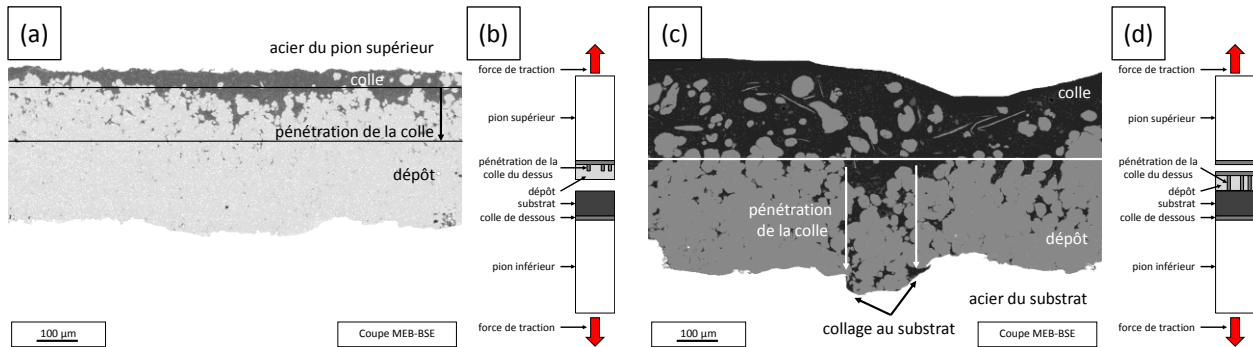 (a)
acier du pion supérieur
colle
pénétration de la colle
dépôt
100 µm
Coupe MEB-BSE
(b)
force de traction
pion supérieur
pénétration de la
colle du dessus
dépôt
substrat
colle de dessous
pion inférieur
force de traction
(c)
colle
pénétration
de la colle
dépôt
acier du substrat
collage au substrat
100 µm
Coupe MEB-BSE
(d)
force de traction
pion supérieur
pénétration de la
colle du dessus
dépôt
substrat
colle de dessous
pion inférieur
force de traction